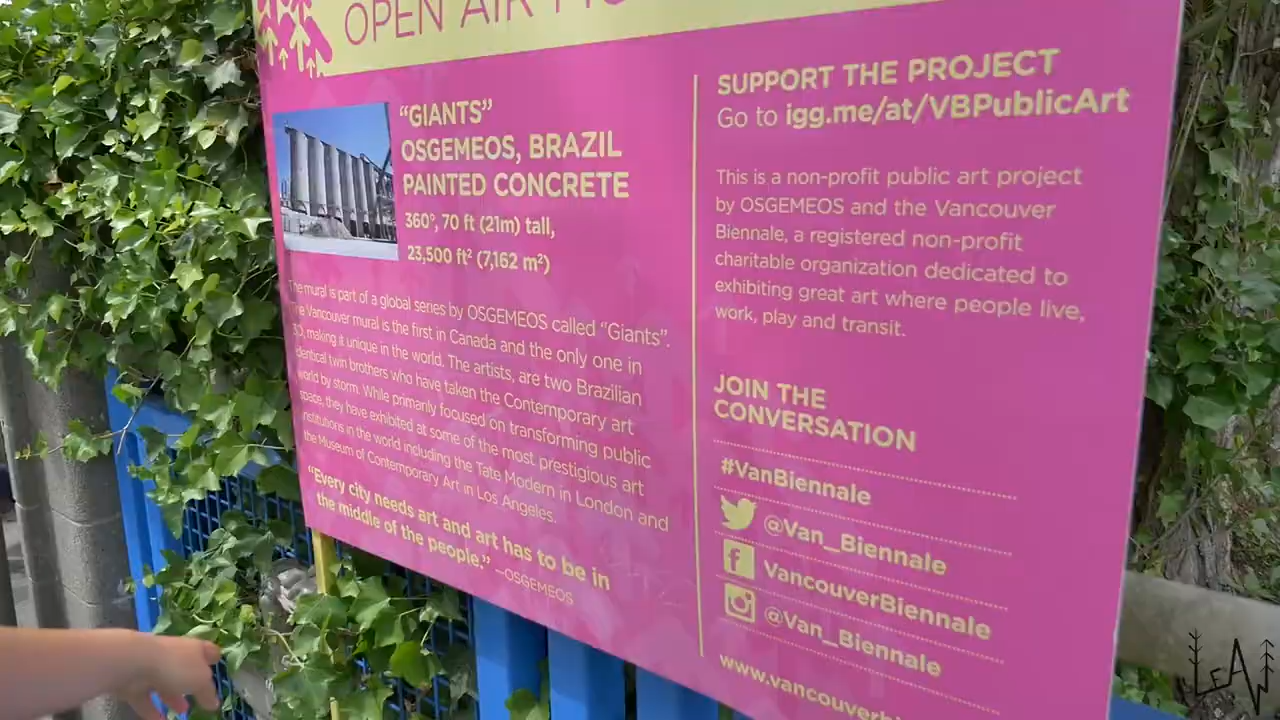 OPEN AIR
"GIANTS"
OSGEMEOS, BRAZIL
PAINTED CONCRETE
360°, 70 ft (21m) tall,
23,500 ft² (7,162 m²)
The mural is part of a global series by OSGEMEOS called "Giants".
The Vancouver mural is the first in Canada and the only one in
3D, making it unique in the world. The artists, are two Brazilian
identical twin brothers who have taken the Contemporary art
world by storm. While primarily focused on transforming public
space, they have exhibited at some of the most prestigious art
institutions in the world including the Tate Modern in London and
the Museum of Contemporary Art in Los Angeles.
"Every city needs art and art has to be in
the middle of the people." –OSGEMEOS
SUPPORT THE PROJECT
Go to igg.me/at/VBPublicArt
This is a non-profit public art project
by OSGEMEOS and the Vancouver
Biennale, a registered non-profit
charitable organization dedicated to
exhibiting great art where people live,
work, play and transit.
JOIN THE
CONVERSATION
#VanBiennale
@Van_Biennale
VancouverBiennale
@Van_Biennale
www.vancouverbi
LEAW